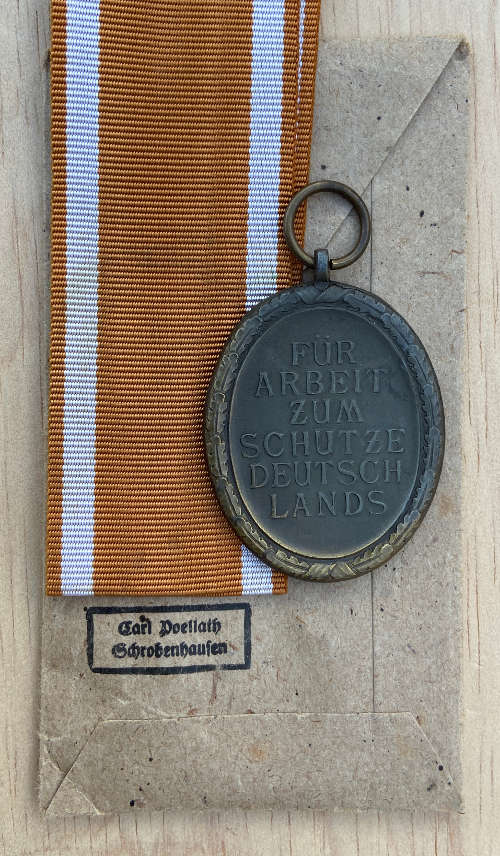 FÜR
ARBEIT
ZUM
SCHUTZE
DEUTSCH
LANDS
Carl Poellath
Schrobenhausen